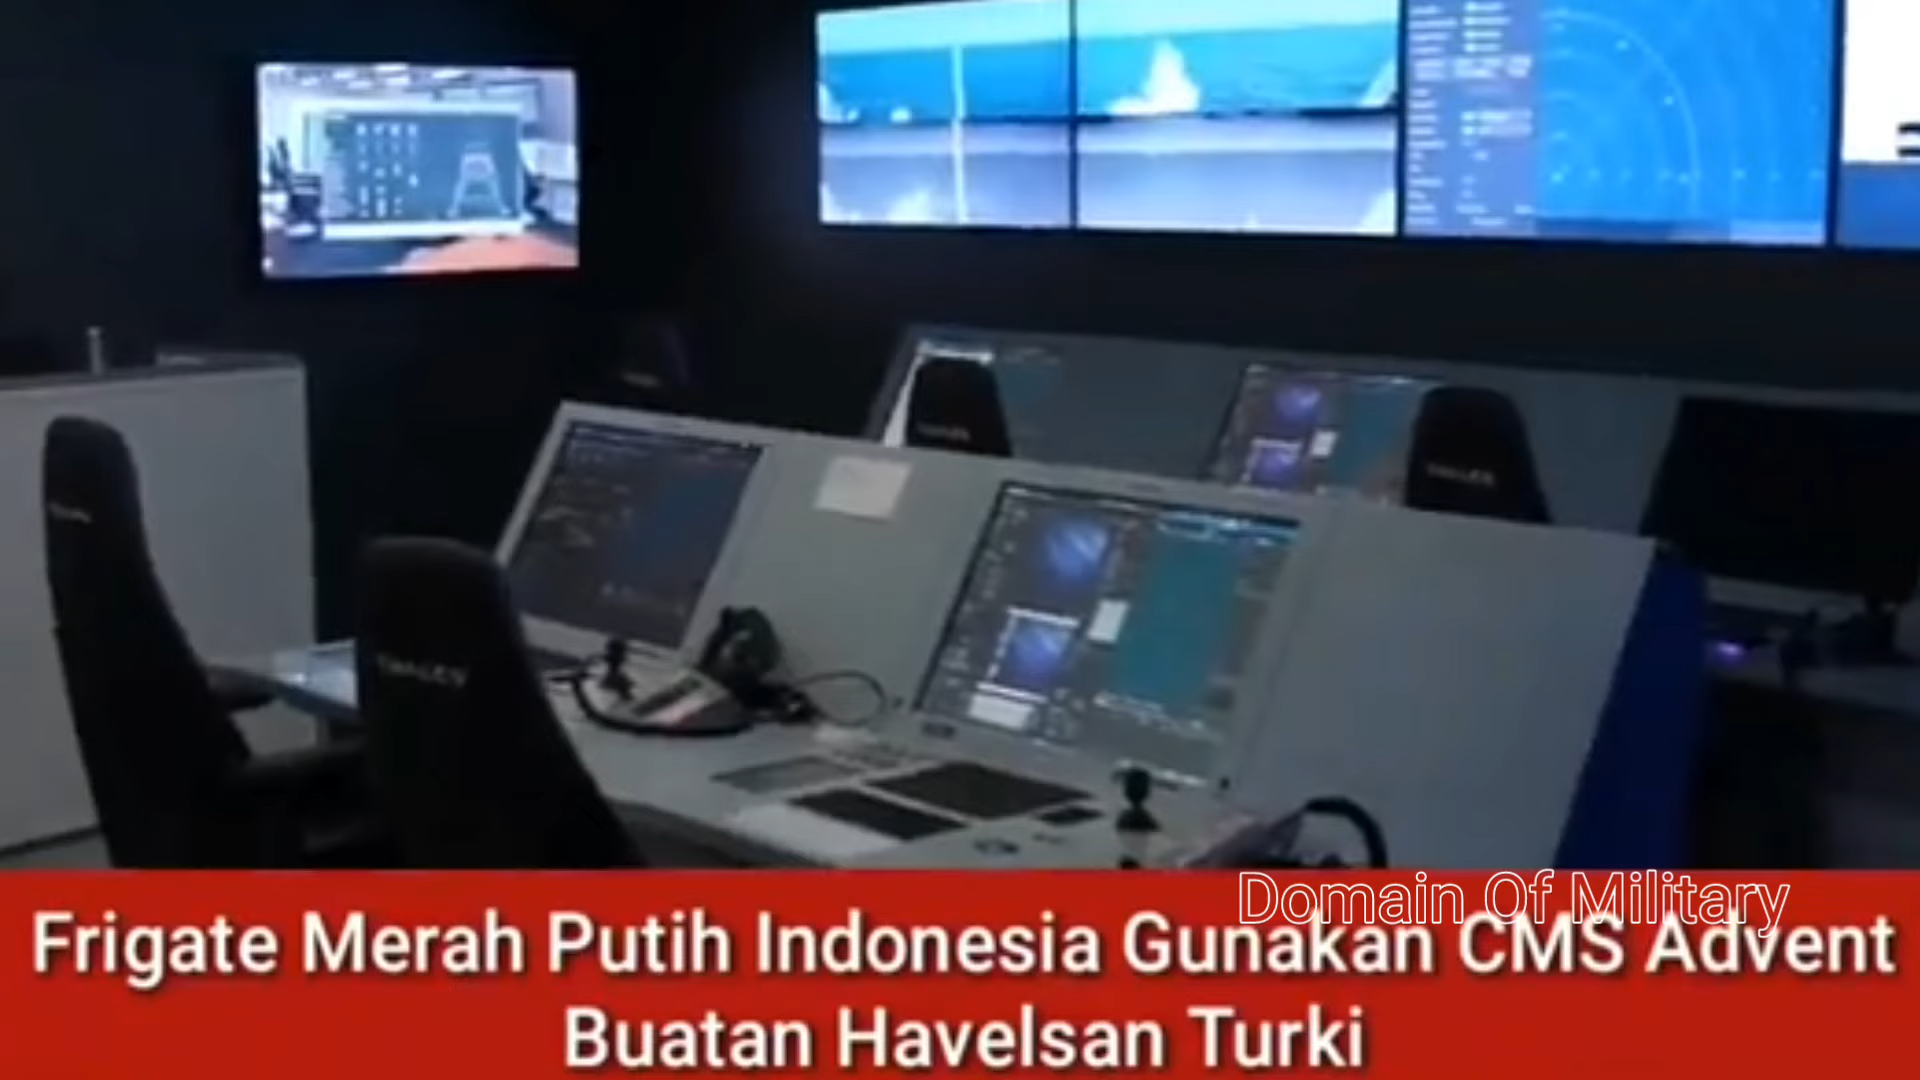 Domain Of Military
Frigate Merah Putih Indonesia Gunakan CMS Advent
Buatan Havelsan Turki